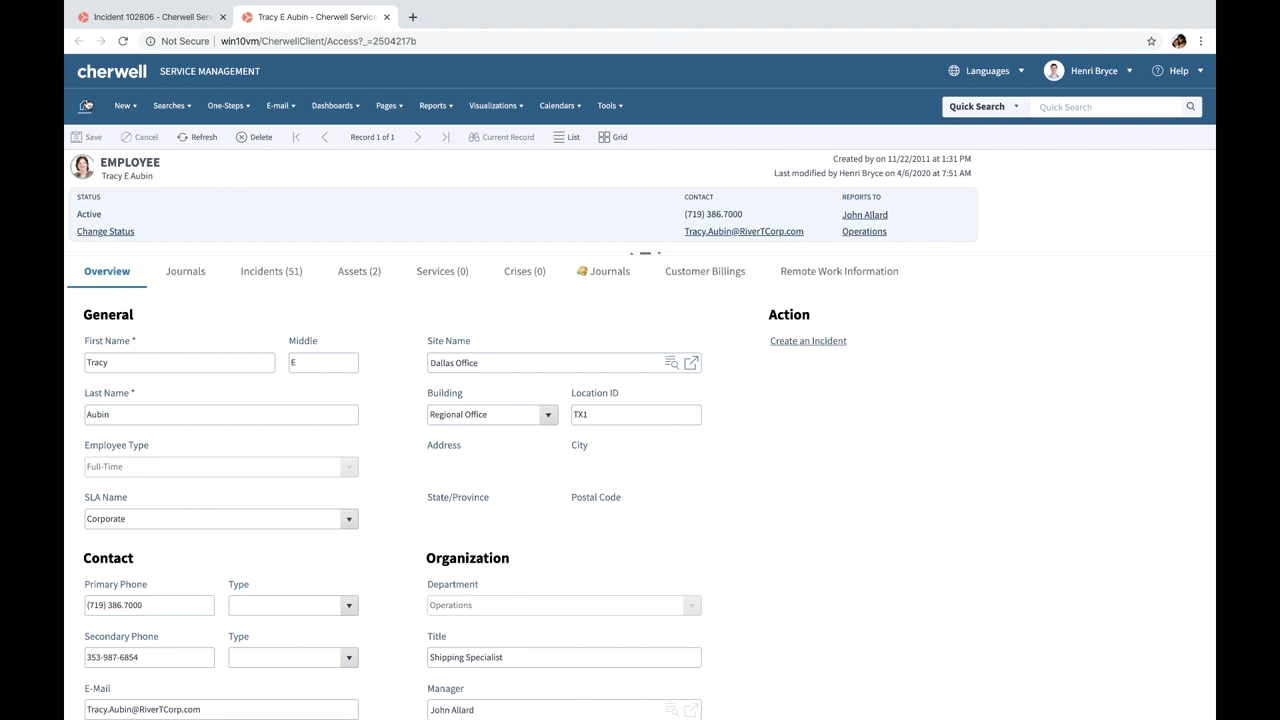 Incident 102806 - Cherwell Serv
Tracy E Aubin - Cherwell Service
Not Secure | win10vm/CherwellClient/Access?_=2504217b
cherwell SERVICE MANAGEMENT
Languages Henri Bryce Help
New Searches One-Steps E-mail Dashboards Pages Reports Visualizations Calendars Tools
Quick Search Quick Search
Save Cancel Refresh Delete Record 1 of 1 Current Record List Grid
EMPLOYEE
Tracy E Aubin
Created by on 11/22/2011 at 1:31 PM
Last modified by Henri Bryce on 4/6/2020 at 7:51 AM
STATUS CONTACT REPORTS TO
Active (719) 386.7000 John Allard
Change Status Tracy.Aubin@RiverTCorp.com Operations
Overview Journals Incidents (51) Assets (2) Services (0) Crises (0) Journals Customer Billings Remote Work Information
General Action
First Name * Middle Site Name Create an Incident
Tracy E Dallas Office
Last Name * Building Location ID
Aubin Regional Office TX1
Employee Type Address City
Full-Time
SLA Name State/Province Postal Code
Corporate
Contact Organization
Primary Phone Type Department
(719) 386.7000 Operations
Secondary Phone Type Title
353-987-6854 Shipping Specialist
E-Mail Manager
Tracy.Aubin@RiverTCorp.com John Allard